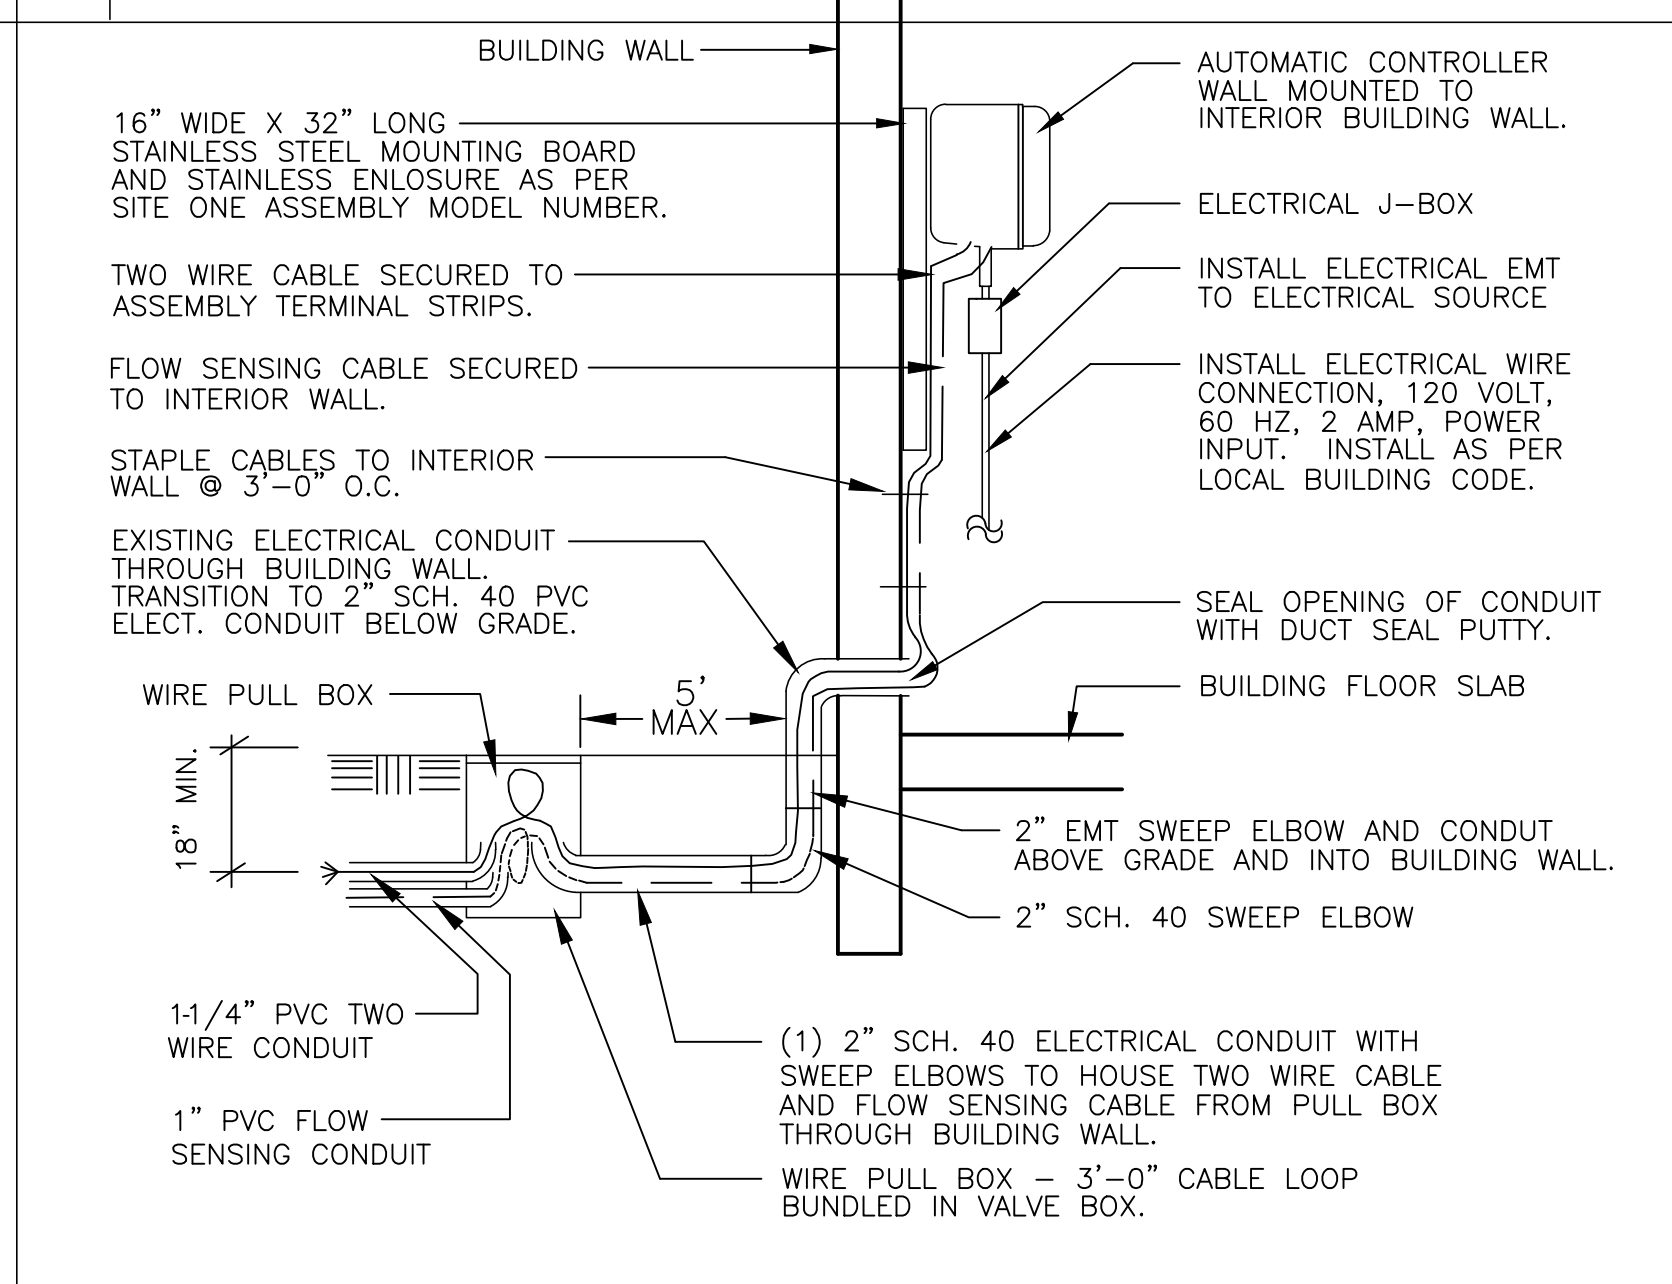 BUILDING WALL
16" WIDE X 32" LONG
STAINLESS STEEL MOUNTING BOARD
AND STAINLESS ENLOSURE AS PER
SITE ONE ASSEMBLY MODEL NUMBER.
TWO WIRE CABLE SECURED TO
ASSEMBLY TERMINAL STRIPS.
FLOW SENSING CABLE SECURED
TO INTERIOR WALL.
STAPLE CABLES TO INTERIOR
WALL @ 3'-0" O.C.
EXISTING ELECTRICAL CONDUIT
THROUGH BUILDING WALL.
TRANSITION TO 2" SCH. 40 PVC
ELECT. CONDUIT BELOW GRADE.
WIRE PULL BOX
5'
MAX
18" MIN.
1-1/4" PVC TWO
WIRE CONDUIT
1" PVC FLOW
SENSING CONDUIT
AUTOMATIC CONTROLLER
WALL MOUNTED TO
INTERIOR BUILDING WALL.
ELECTRICAL J-BOX
INSTALL ELECTRICAL EMT
TO ELECTRICAL SOURCE
INSTALL ELECTRICAL WIRE
CONNECTION, 120 VOLT,
60 HZ, 2 AMP, POWER
INPUT. INSTALL AS PER
LOCAL BUILDING CODE.
SEAL OPENING OF CONDUIT
WITH DUCT SEAL PUTTY.
BUILDING FLOOR SLAB
2" EMT SWEEP ELBOW AND CONDUT
ABOVE GRADE AND INTO BUILDING WALL.
2" SCH. 40 SWEEP ELBOW
(1) 2" SCH. 40 ELECTRICAL CONDUIT WITH
SWEEP ELBOWS TO HOUSE TWO WIRE CABLE
AND FLOW SENSING CABLE FROM PULL BOX
THROUGH BUILDING WALL.
WIRE PULL BOX - 3'-0" CABLE LOOP
BUNDLED IN VALVE BOX.